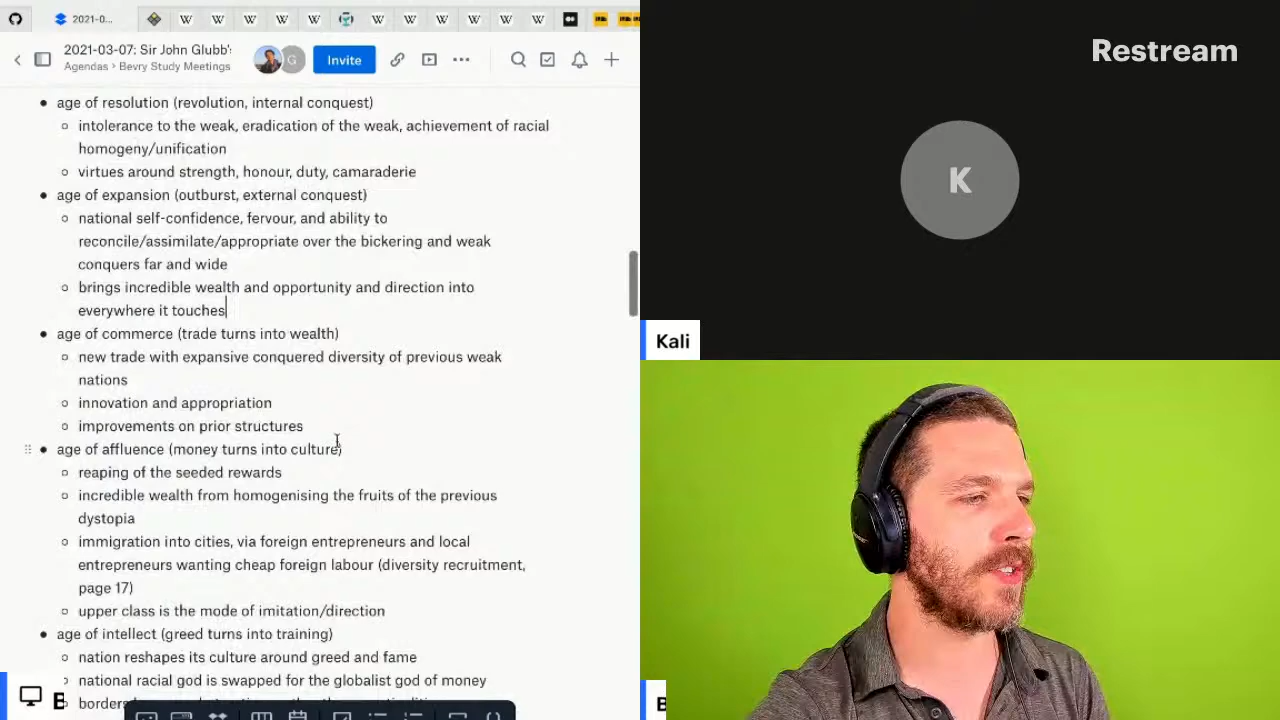 2021-0...
2021-03-07: Sir John Glubb':
Agendas > Bevry Study Meetings
G
Invite
age of resolution (revolution, internal conquest)
intolerance to the weak, eradication of the weak, achievement of racial
homogeny/unification
virtues around strength, honour, duty, camaraderie
age of expansion (outburst, external conquest)
national self-confidence, fervour, and ability to
reconcile/assimilate/appropriate over the bickering and weak
conquers far and wide
brings incredible wealth and opportunity and direction into
everywhere it touches
age of commerce (trade turns into wealth)
new trade with expansive conquered diversity of previous weak
nations
innovation and appropriation
improvements on prior structures
age of affluence (money turns into culture)
reaping of the seeded rewards
incredible wealth from homogenising the fruits of the previous
dystopia
immigration into cities, via foreign entrepreneurs and local
entrepreneurs wanting cheap foreign labour (diversity recruitment,
page 17)
upper class is the mode of imitation/direction
age of intellect (greed turns into training)
nation reshapes its culture around greed and fame
national racial god is swapped for the globalist god of money
Restream
K
Kali